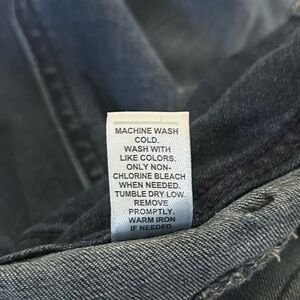 MACHINE WASH
COLD.
WASH WITH
LIKE COLORS.
ONLY NON-
CHLORINE BLEACH
WHEN NEEDED.
TUMBLE DRY LOW.
REMOVE
PROMPTLY.
WARM IRON
IF NEEDED.